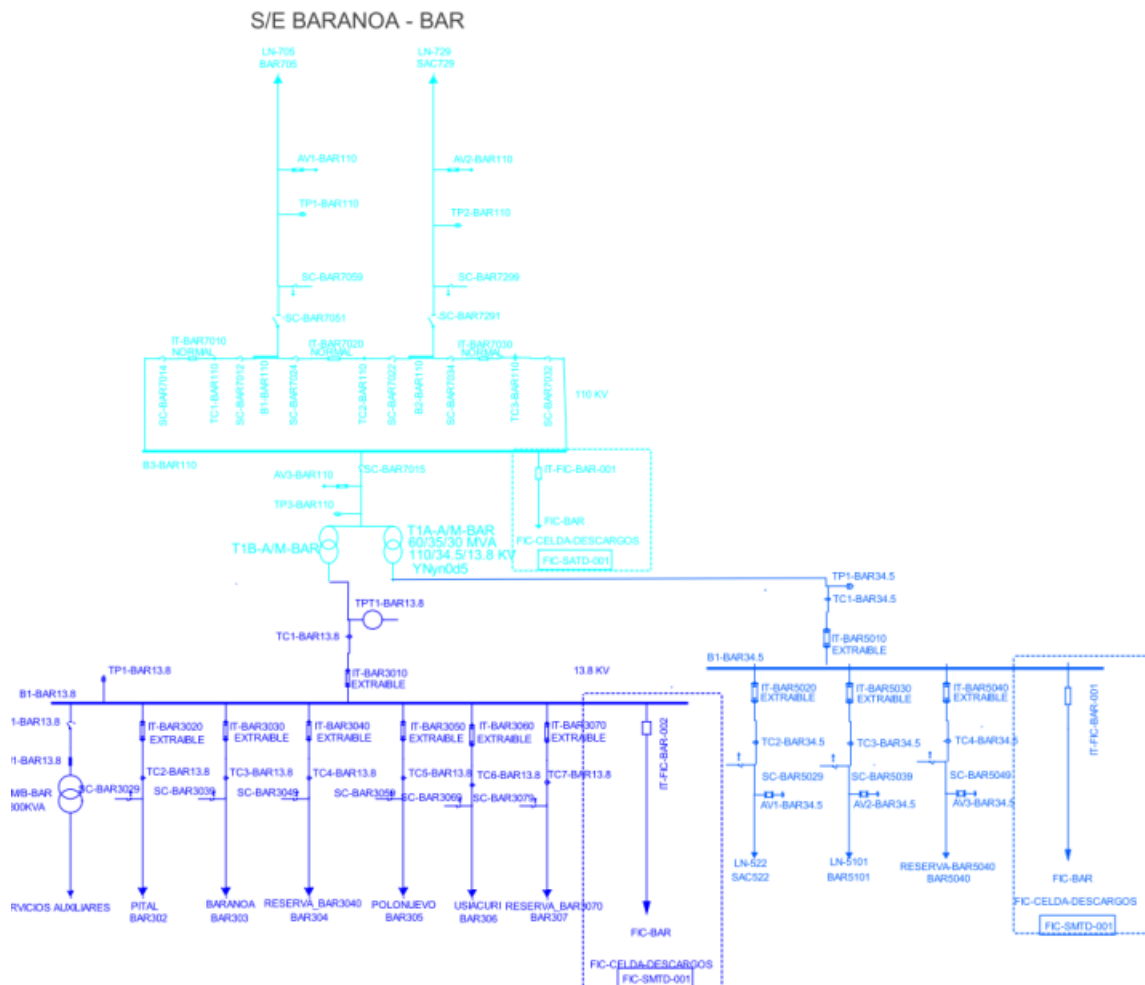 S/E BARANOA - BAR
LN-705
BAR705
LN-729
SAC729
AV1-BAR110
AV2-BAR110
TP1-BAR110
TP2-BAR110
SC-BAR7059
SC-BAR7299
SC-BAR7051
SC-BAR7291
IT-BAR7010
NORMAL
IT-BAR7020
NORMAL
IT-BAR7030
NORMAL
SC-BAR7014
TC1-BAR110
SC-BAR7012
B1-BAR110
SC-BAR7024
TC2-BAR110
SC-BAR7022
B2-BAR110
SC-BAR7034
TC3-BAR110
SC-BAR7032
110 KV
B3-BAR110
SC-BAR7015
AV3-BAR110
TP3-BAR110
IT-FIC-BAR-001
FIC-BAR
FIC-CELDA-DESCARGOS
FIC-SATD-001
T1B-A/M-BAR
T1A-A/M-BAR
60/35/30 MVA
110/34.5/13.8 KV
YNyn0d5
TPT1-BAR13.8
TC1-BAR13.8
TP1-BAR13.8
IT-BAR3010
EXTRAIBLE
13.8 KV
B1-BAR13.8
1-BAR13.8
IT-BAR3020
EXTRAIBLE
IT-BAR3030
EXTRAIBLE
IT-BAR3040
EXTRAIBLE
IT-BAR3050
EXTRAIBLE
IT-BAR3060
EXTRAIBLE
IT-BAR3070
EXTRAIBLE
IT-FIC-BAR-002
1-BAR13.8
TC2-BAR13.8
TC3-BAR13.8
TC4-BAR13.8
TC5-BAR13.8
TC6-BAR13.8
TC7-BAR13.8
M/B-BAR
00KVA
SC-BAR3029
SC-BAR3039
SC-BAR3049
SC-BAR3059
SC-BAR3069
SC-BAR3079
RVICIOS AUXILIARES
PITAL
BAR302
BARANOA
BAR303
RESERVA_BAR3040
BAR304
POLONUEVO
BAR305
USIACURI
BAR306
RESERVA_BAR3070
BAR307
FIC-BAR
FIC-CELDA-DESCARGOS
FIC-SMTD-001
TP1-BAR34.5
TC1-BAR34.5
IT-BAR5010
EXTRAIBLE
B1-BAR34.5
IT-BAR5020
EXTRAIBLE
IT-BAR5030
EXTRAIBLE
IT-BAR5040
EXTRAIBLE
IT-FIC-BAR-001
TC2-BAR34.5
TC3-BAR34.5
TC4-BAR34.5
SC-BAR5029
SC-BAR5039
SC-BAR5049
AV1-BAR34.5
AV2-BAR34.5
AV3-BAR34.5
LN-522
SAC522
LN-5101
BAR5101
RESERVA-BAR5040
BAR5040
FIC-BAR
FIC-CELDA-DESCARGOS
FIC-SMTD-001